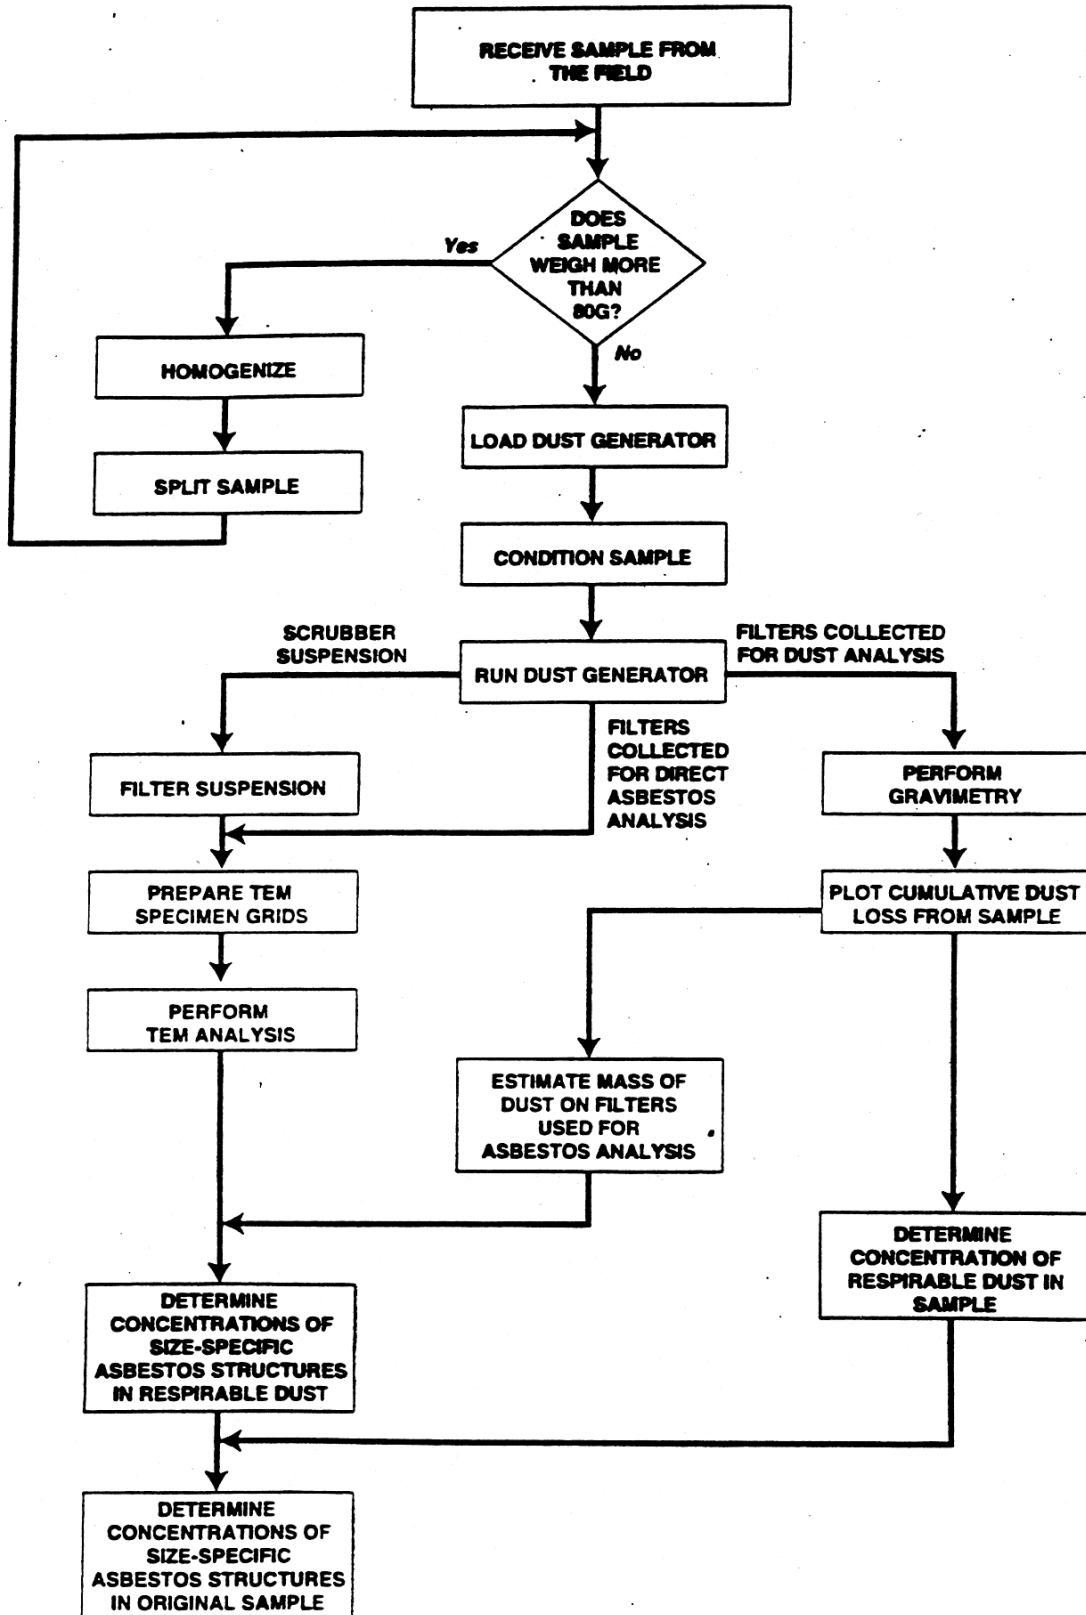 RECEIVE SAMPLE FROM
THE FIELD
DOES
SAMPLE
WEIGH MORE
THAN
80G?
Yes
No
HOMOGENIZE
SPLIT SAMPLE
LOAD DUST GENERATOR
CONDITION SAMPLE
RUN DUST GENERATOR
SCRUBBER
SUSPENSION
FILTERS COLLECTED
FOR DUST ANALYSIS
FILTERS
COLLECTED
FOR DIRECT
ASBESTOS
ANALYSIS
FILTER SUSPENSION
PERFORM
GRAVIMETRY
PREPARE TEM
SPECIMEN GRIDS
PLOT CUMULATIVE DUST
LOSS FROM SAMPLE
PERFORM
TEM ANALYSIS
ESTIMATE MASS OF
DUST ON FILTERS
USED FOR
ASBESTOS ANALYSIS
DETERMINE
CONCENTRATION OF
RESPIRABLE DUST IN
SAMPLE
DETERMINE
CONCENTRATIONS OF
SIZE-SPECIFIC
ASBESTOS STRUCTURES
IN RESPIRABLE DUST
DETERMINE
CONCENTRATIONS OF
SIZE-SPECIFIC
ASBESTOS STRUCTURES
IN ORIGINAL SAMPLE